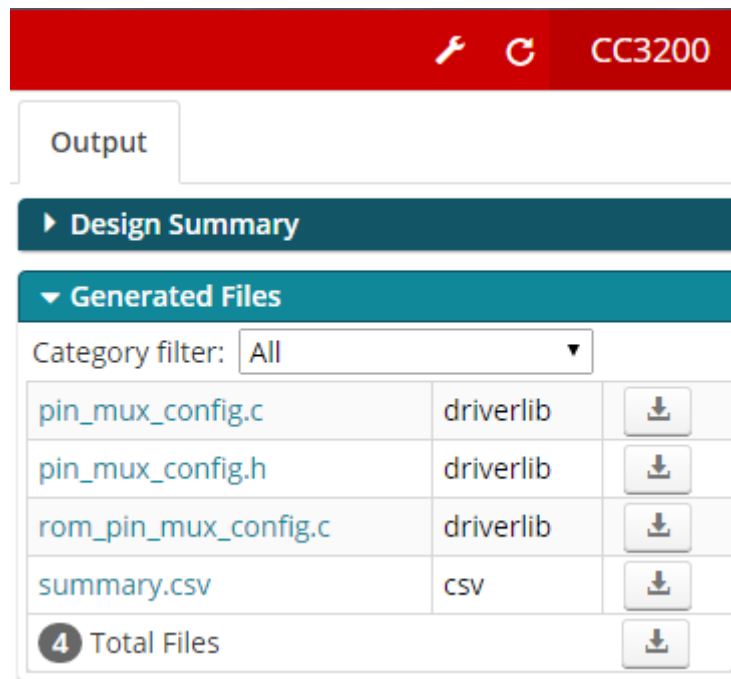 CC3200
Output
Design Summary
Generated Files
Category filter: All
pin_mux_config.c driverlib
pin_mux_config.h driverlib
rom_pin_mux_config.c driverlib
summary.csv csv
4 Total Files